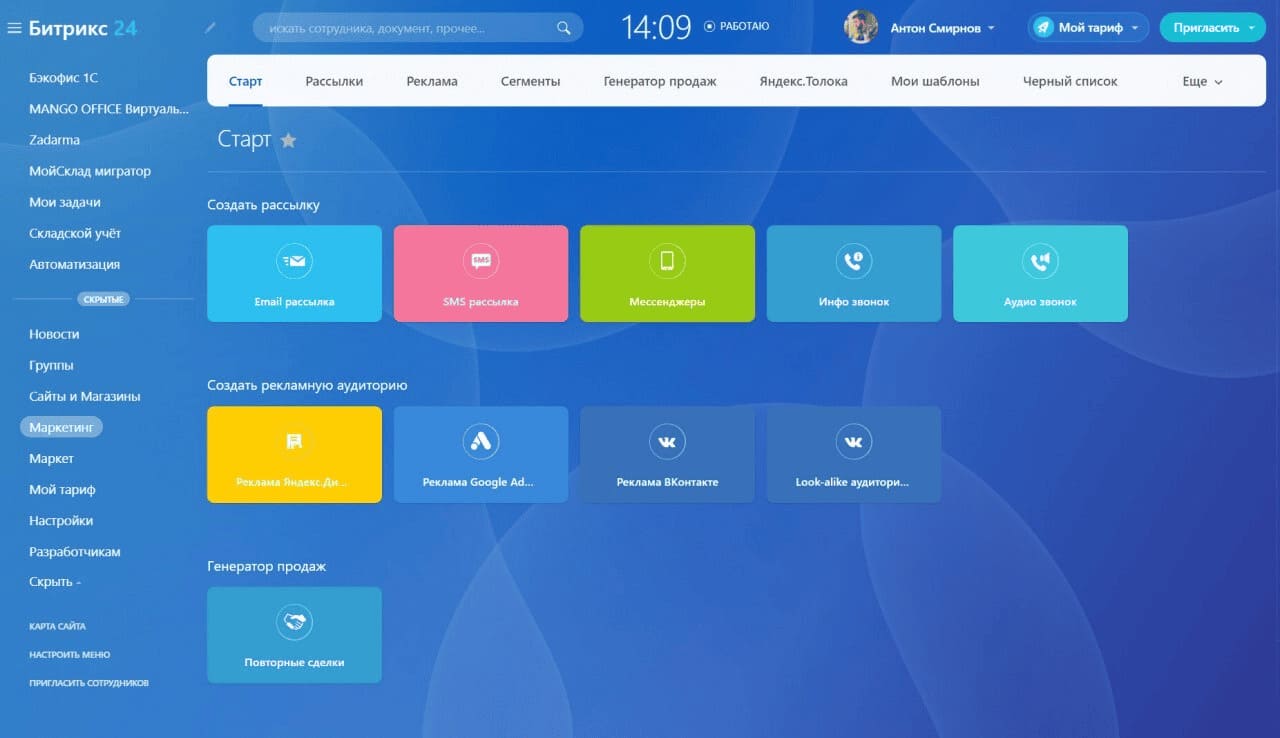 Битрикс 24
искать сотрудника, документ, прочее...
14:09
РАБОТАЮ
Антон Смирнов
Мой тариф
Пригласить
Бэкофис 1С
MANGO OFFICE Виртуаль...
Zadarma
МойСклад мигратор
Мои задачи
Складской учёт
Автоматизация
СКРЫТЫЕ
Новости
Группы
Сайты и Магазины
Маркетинг
Маркет
Мой тариф
Настройки
Разработчикам
Скрыть
КАРТА САЙТА
НАСТРОИТЬ МЕНЮ
ПРИГЛАСИТЬ СОТРУДНИКОВ
Старт
Рассылки
Реклама
Сегменты
Генератор продаж
Яндекс.Толока
Мои шаблоны
Черный список
Еще
Старт
Создать рассылку
Email рассылка
SMS
SMS рассылка
Мессенджеры
Инфо звонок
Аудио звонок
Создать рекламную аудиторию
Реклама Яндекс.Ди...
Реклама Google Ad...
Реклама ВКонтакте
Look-alike аудитори...
Генератор продаж
Повторные сделки